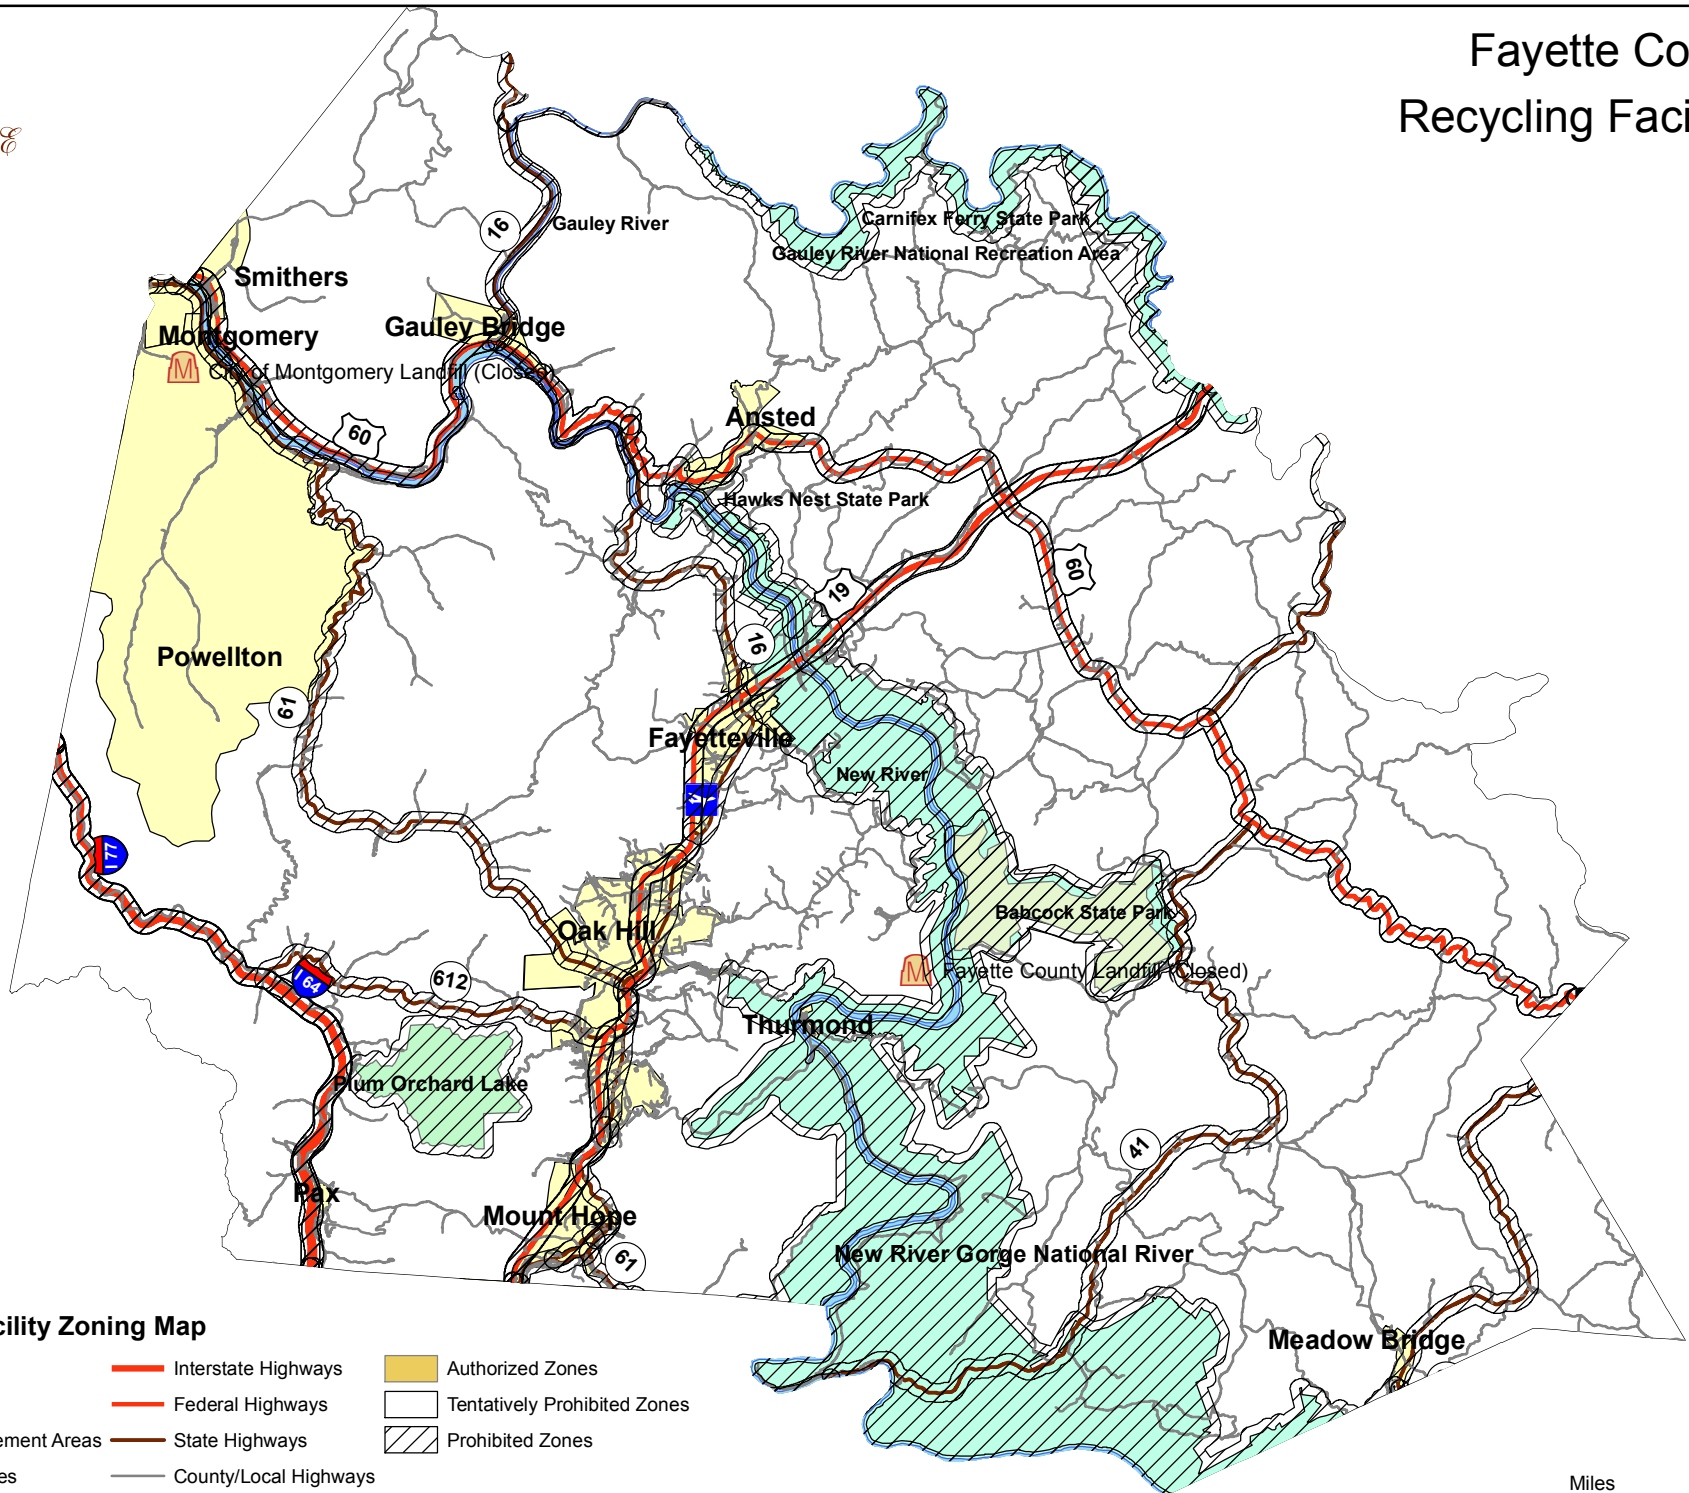 Fayette Co
Recycling Faci
E
16
Gauley River
Carnifex Ferry State Park
Gauley River National Recreation Area
Smithers
Montgomery
Gauley Bridge
M
City of Montgomery Landfill (Closed)
60
Ansted
Hawks Nest State Park
60
19
16
Powellton
61
Fayetteville
New River
I 77
Oak Hill
Babcock State Park
M
Fayette County Landfill (Closed)
I 64
612
Thurmond
Plum Orchard Lake
41
Pax
Mount Hope
61
New River Gorge National River
Meadow Bridge
cility Zoning Map
Interstate Highways
Authorized Zones
Federal Highways
Tentatively Prohibited Zones
ement Areas
State Highways
Prohibited Zones
es
County/Local Highways
Miles